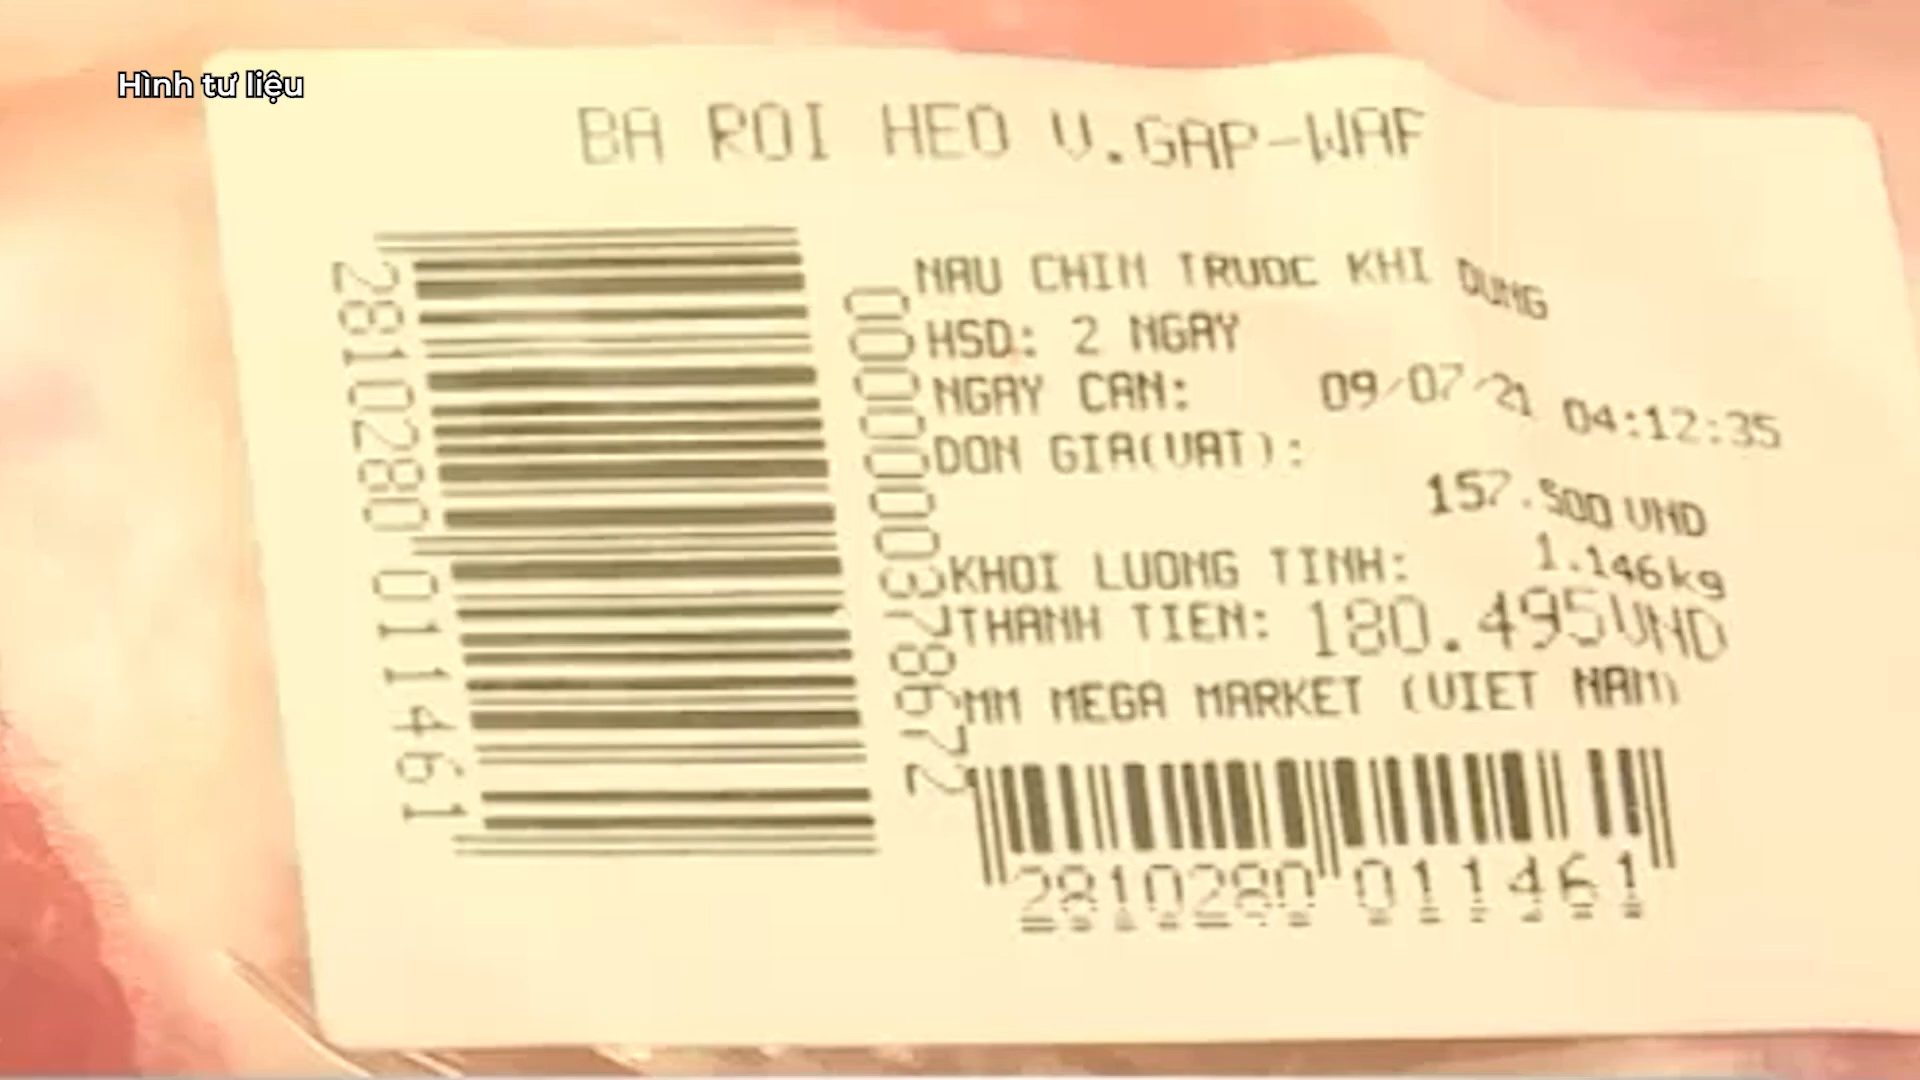 Hình tư liệu
BA ROI HEO V.GAP-WAF
NAU CHIN TRUOC KHI DUNG
HSD: 2 NGAY
NGAY CAN: 09/07/21 04:12:35
DON GIA(VAT):
157.500 VND
KHOI LUONG TINH: 1.146kg
THANH TIEN: 180.495VND
MM MEGA MARKET (VIET NAM)
2810280 011461
2810280 011461